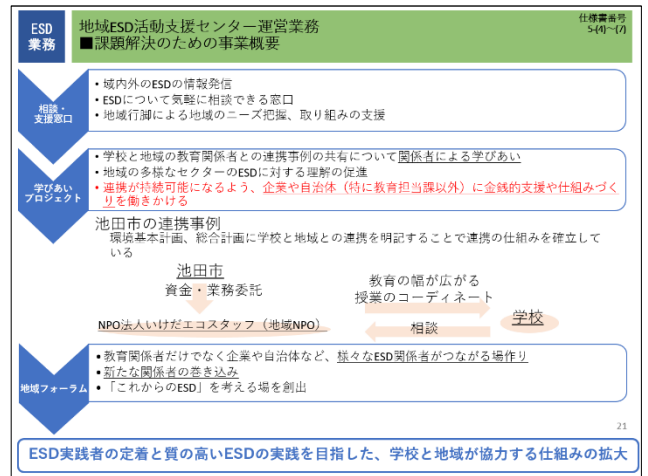 ESD
業務
地域ESD活動支援センター運営業務
■課題解決のための事業概要
仕様書番号
5-(4)~(7)
相談・
支援窓口
• 域内外のESDの情報発信
• ESDについて気軽に相談できる窓口
• 地域行脚による地域のニーズ把握、取り組みの支援
学びあい
プロジェクト
• 学校と地域の教育関係者との連携事例の共有について関係者による学びあい
• 地域の多様なセクターのESDに対する理解の促進
• 連携が持続可能になるよう、企業や自治体（特に教育担当課以外）に金銭的支援や仕組みづく
りを働きかける
池田市の連携事例
環境基本計画、総合計画に学校と地域との連携を明記することで連携の仕組みを確立して
いる
池田市
資金・業務委託
教育の幅が広がる
授業のコーディネート
NPO法人いけだエコスタッフ（地域NPO）
相談
学校
地域フォーラム
• 教育関係者だけでなく企業や自治体など、様々なESD関係者がつながる場作り
• 新たな関係者の巻き込み
• 「これからのESD」を考える場を創出
21
ESD実践者の定着と質の高いESDの実践を目指した、学校と地域が協力する仕組みの拡大